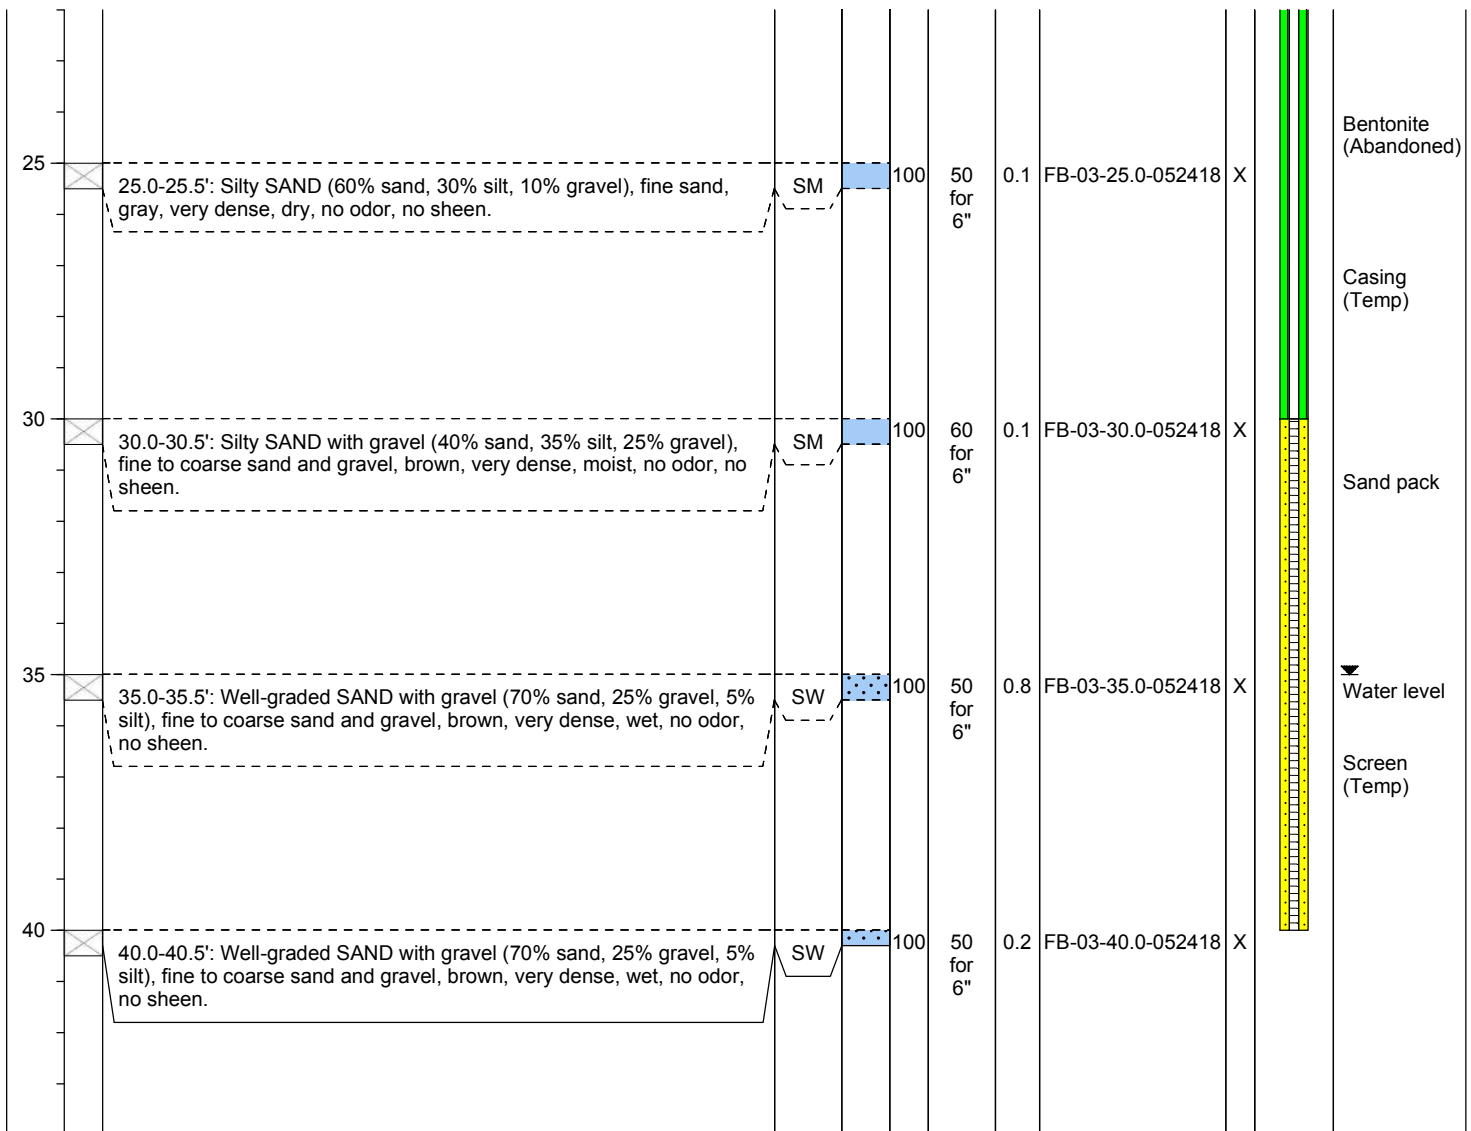 Bentonite
(Abandoned)
25
25.0-25.5': Silty SAND (60% sand, 30% silt, 10% gravel), fine sand,
gray, very dense, dry, no odor, no sheen.
SM
100
50
for
6"
0.1
FB-03-25.0-052418
X
Casing
(Temp)
30
30.0-30.5': Silty SAND with gravel (40% sand, 35% silt, 25% gravel),
fine to coarse sand and gravel, brown, very dense, moist, no odor, no
sheen.
SM
100
60
for
6"
0.1
FB-03-30.0-052418
X
Sand pack
35
35.0-35.5': Well-graded SAND with gravel (70% sand, 25% gravel, 5%
silt), fine to coarse sand and gravel, brown, very dense, wet, no odor,
no sheen.
SW
100
50
for
6"
0.8
FB-03-35.0-052418
X
Water level
Screen
(Temp)
40
40.0-40.5': Well-graded SAND with gravel (70% sand, 25% gravel, 5%
silt), fine to coarse sand and gravel, brown, very dense, wet, no odor,
no sheen.
SW
100
50
for
6"
0.2
FB-03-40.0-052418
X